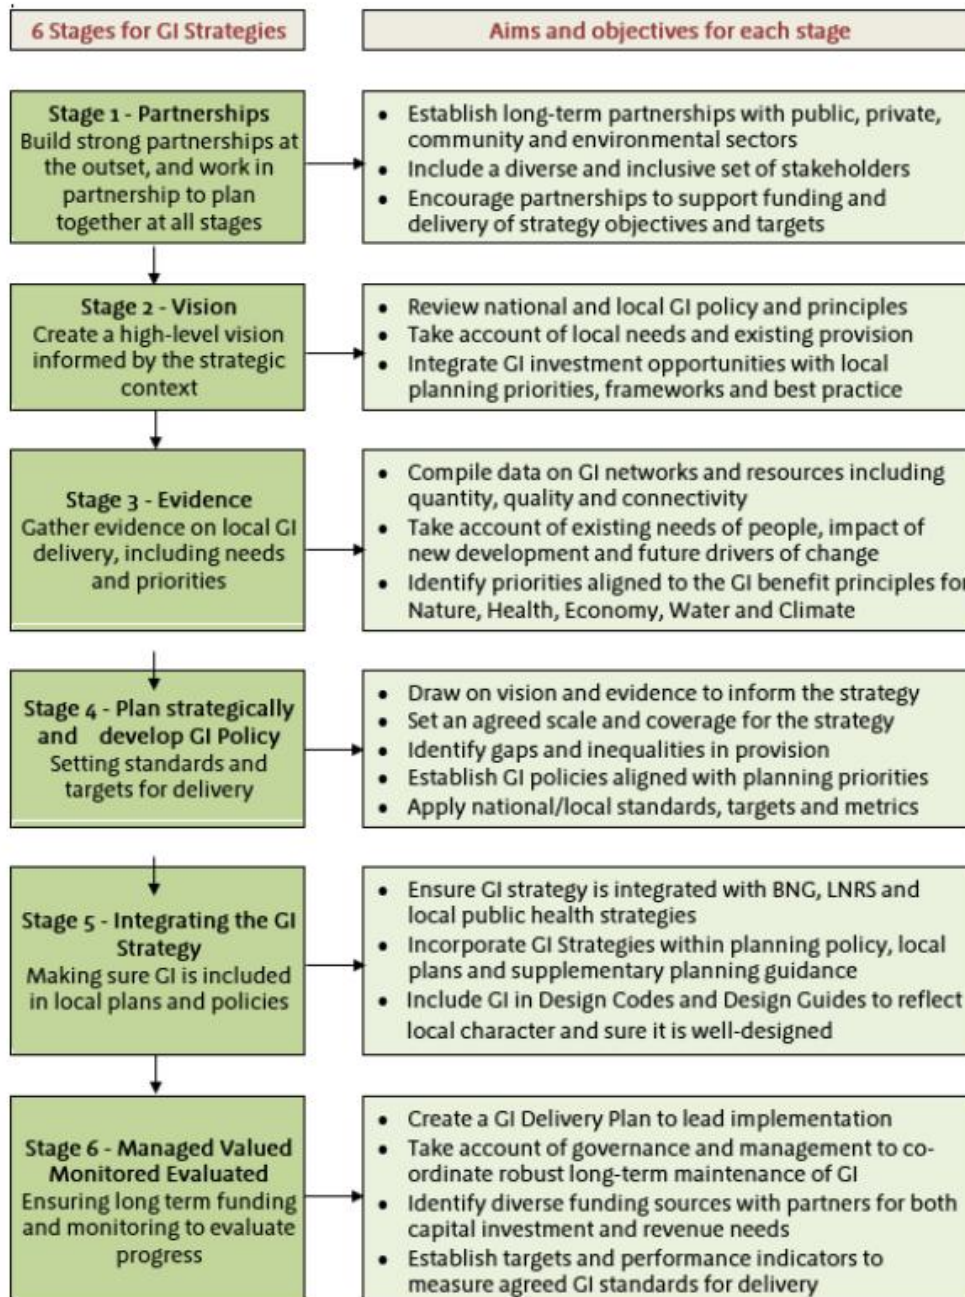 6 Stages for GI Strategies
Aims and objectives for each stage
Stage 1 - Partnerships
Build strong partnerships at
the outset, and work in
partnership to plan
together at all stages
• Establish long-term partnerships with public, private,
community and environmental sectors
• Include a diverse and inclusive set of stakeholders
• Encourage partnerships to support funding and
delivery of strategy objectives and targets
Stage 2 - Vision
Create a high-level vision
informed by the strategic
context
• Review national and local GI policy and principles
• Take account of local needs and existing provision
• Integrate GI investment opportunities with local
planning priorities, frameworks and best practice
Stage 3 - Evidence
Gather evidence on local GI
delivery, including needs
and priorities
• Compile data on GI networks and resources including
quantity, quality and connectivity
• Take account of existing needs of people, impact of
new development and future drivers of change
• Identify priorities aligned to the GI benefit principles for
Nature, Health, Economy, Water and Climate
Stage 4 - Plan strategically
and develop GI Policy
Setting standards and
targets for delivery
• Draw on vision and evidence to inform the strategy
• Set an agreed scale and coverage for the strategy
• Identify gaps and inequalities in provision
• Establish GI policies aligned with planning priorities
• Apply national/local standards, targets and metrics
Stage 5 - Integrating the GI
Strategy
Making sure GI is included
in local plans and policies
• Ensure GI strategy is integrated with BNG, LNRS and
local public health strategies
• Incorporate GI Strategies within planning policy, local
plans and supplementary planning guidance
• Include GI in Design Codes and Design Guides to reflect
local character and sure it is well-designed
Stage 6 - Managed Valued
Monitored Evaluated
Ensuring long term funding
and monitoring to evaluate
progress
• Create a GI Delivery Plan to lead implementation
• Take account of governance and management to co-
ordinate robust long-term maintenance of GI
• Identify diverse funding sources with partners for both
capital investment and revenue needs
• Establish targets and performance indicators to
measure agreed GI standards for delivery